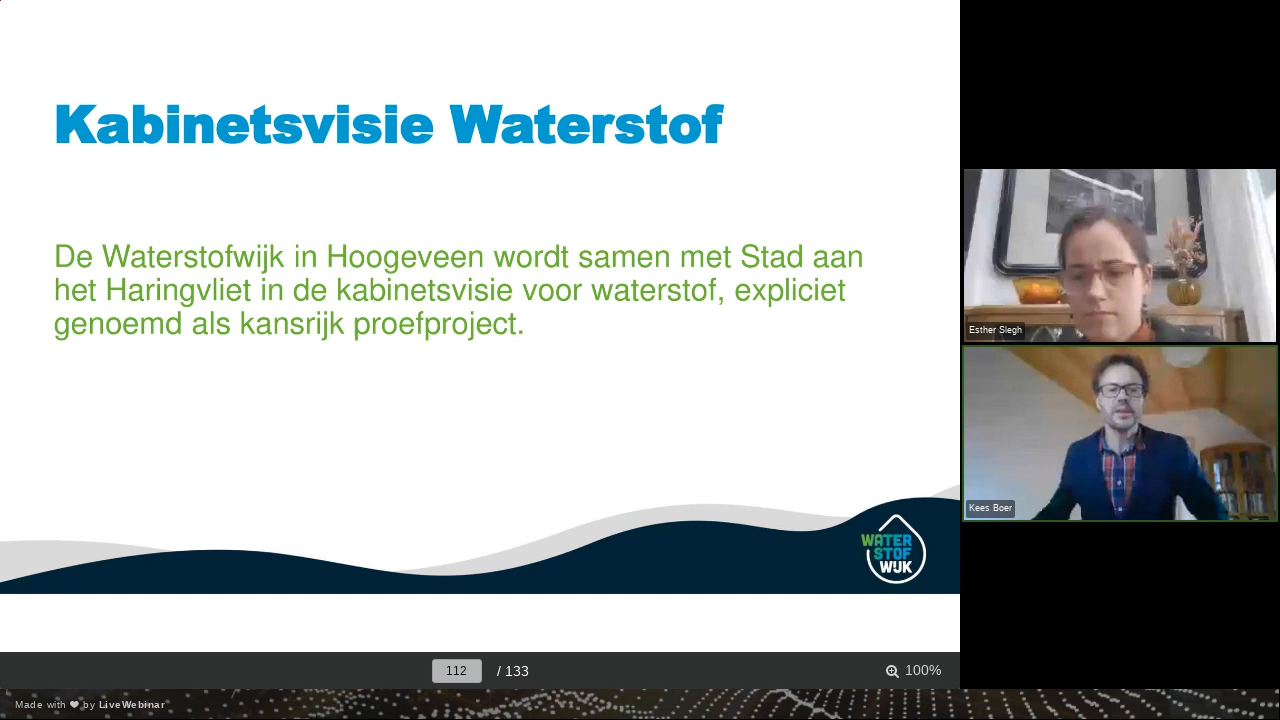 Kabinetsvisie Waterstof
De Waterstofwijk in Hoogeveen wordt samen met Stad aan
het Haringvliet in de kabinetsvisie voor waterstof, expliciet
genoemd als kansrijk proefproject.
WATER
STOF
WIJK
Esther Slegh
Kees Boer
112 / 133
100%
Made with ❤ by LiveWebinar